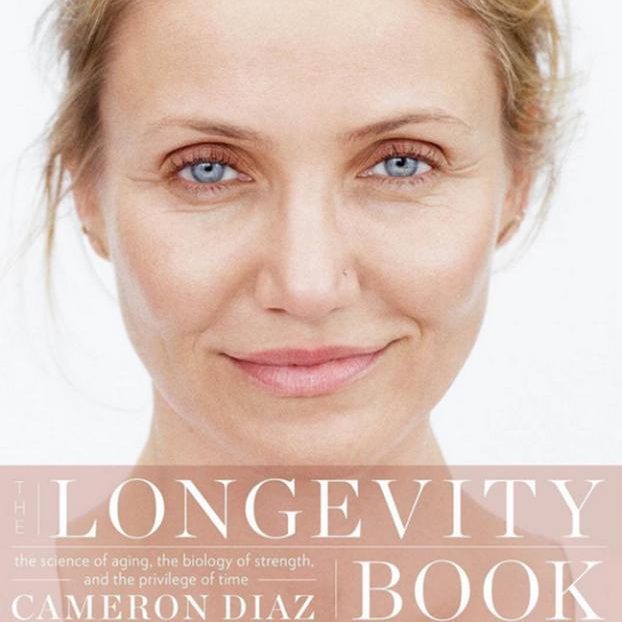 THE LONGEVITY
the science of aging, the biology of strength,
and the privilege of time
CAMERON DIAZ
BOOK